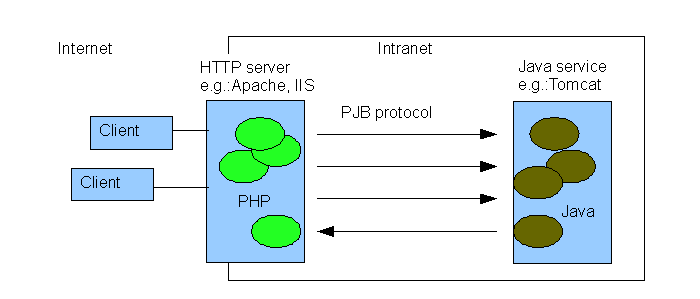 Internet
Intranet
HTTP server
e.g.:Apache, IIS
Java service
e.g.:Tomcat
PJB protocol
Client
Client
PHP
Java